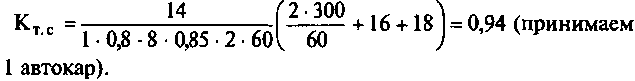 К т. с = 14 / (1 · 0,8 · 8 · 0,85 · 2 · 60) (2 · 300 / 60 + 16 + 18) = 0,94 (принимаем
1 автокар).